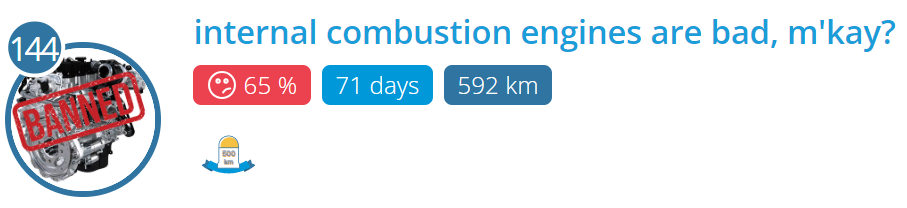 internal combustion engines are bad, m'kay?
144
65 %
71 days
592 km
BANNED
500
km